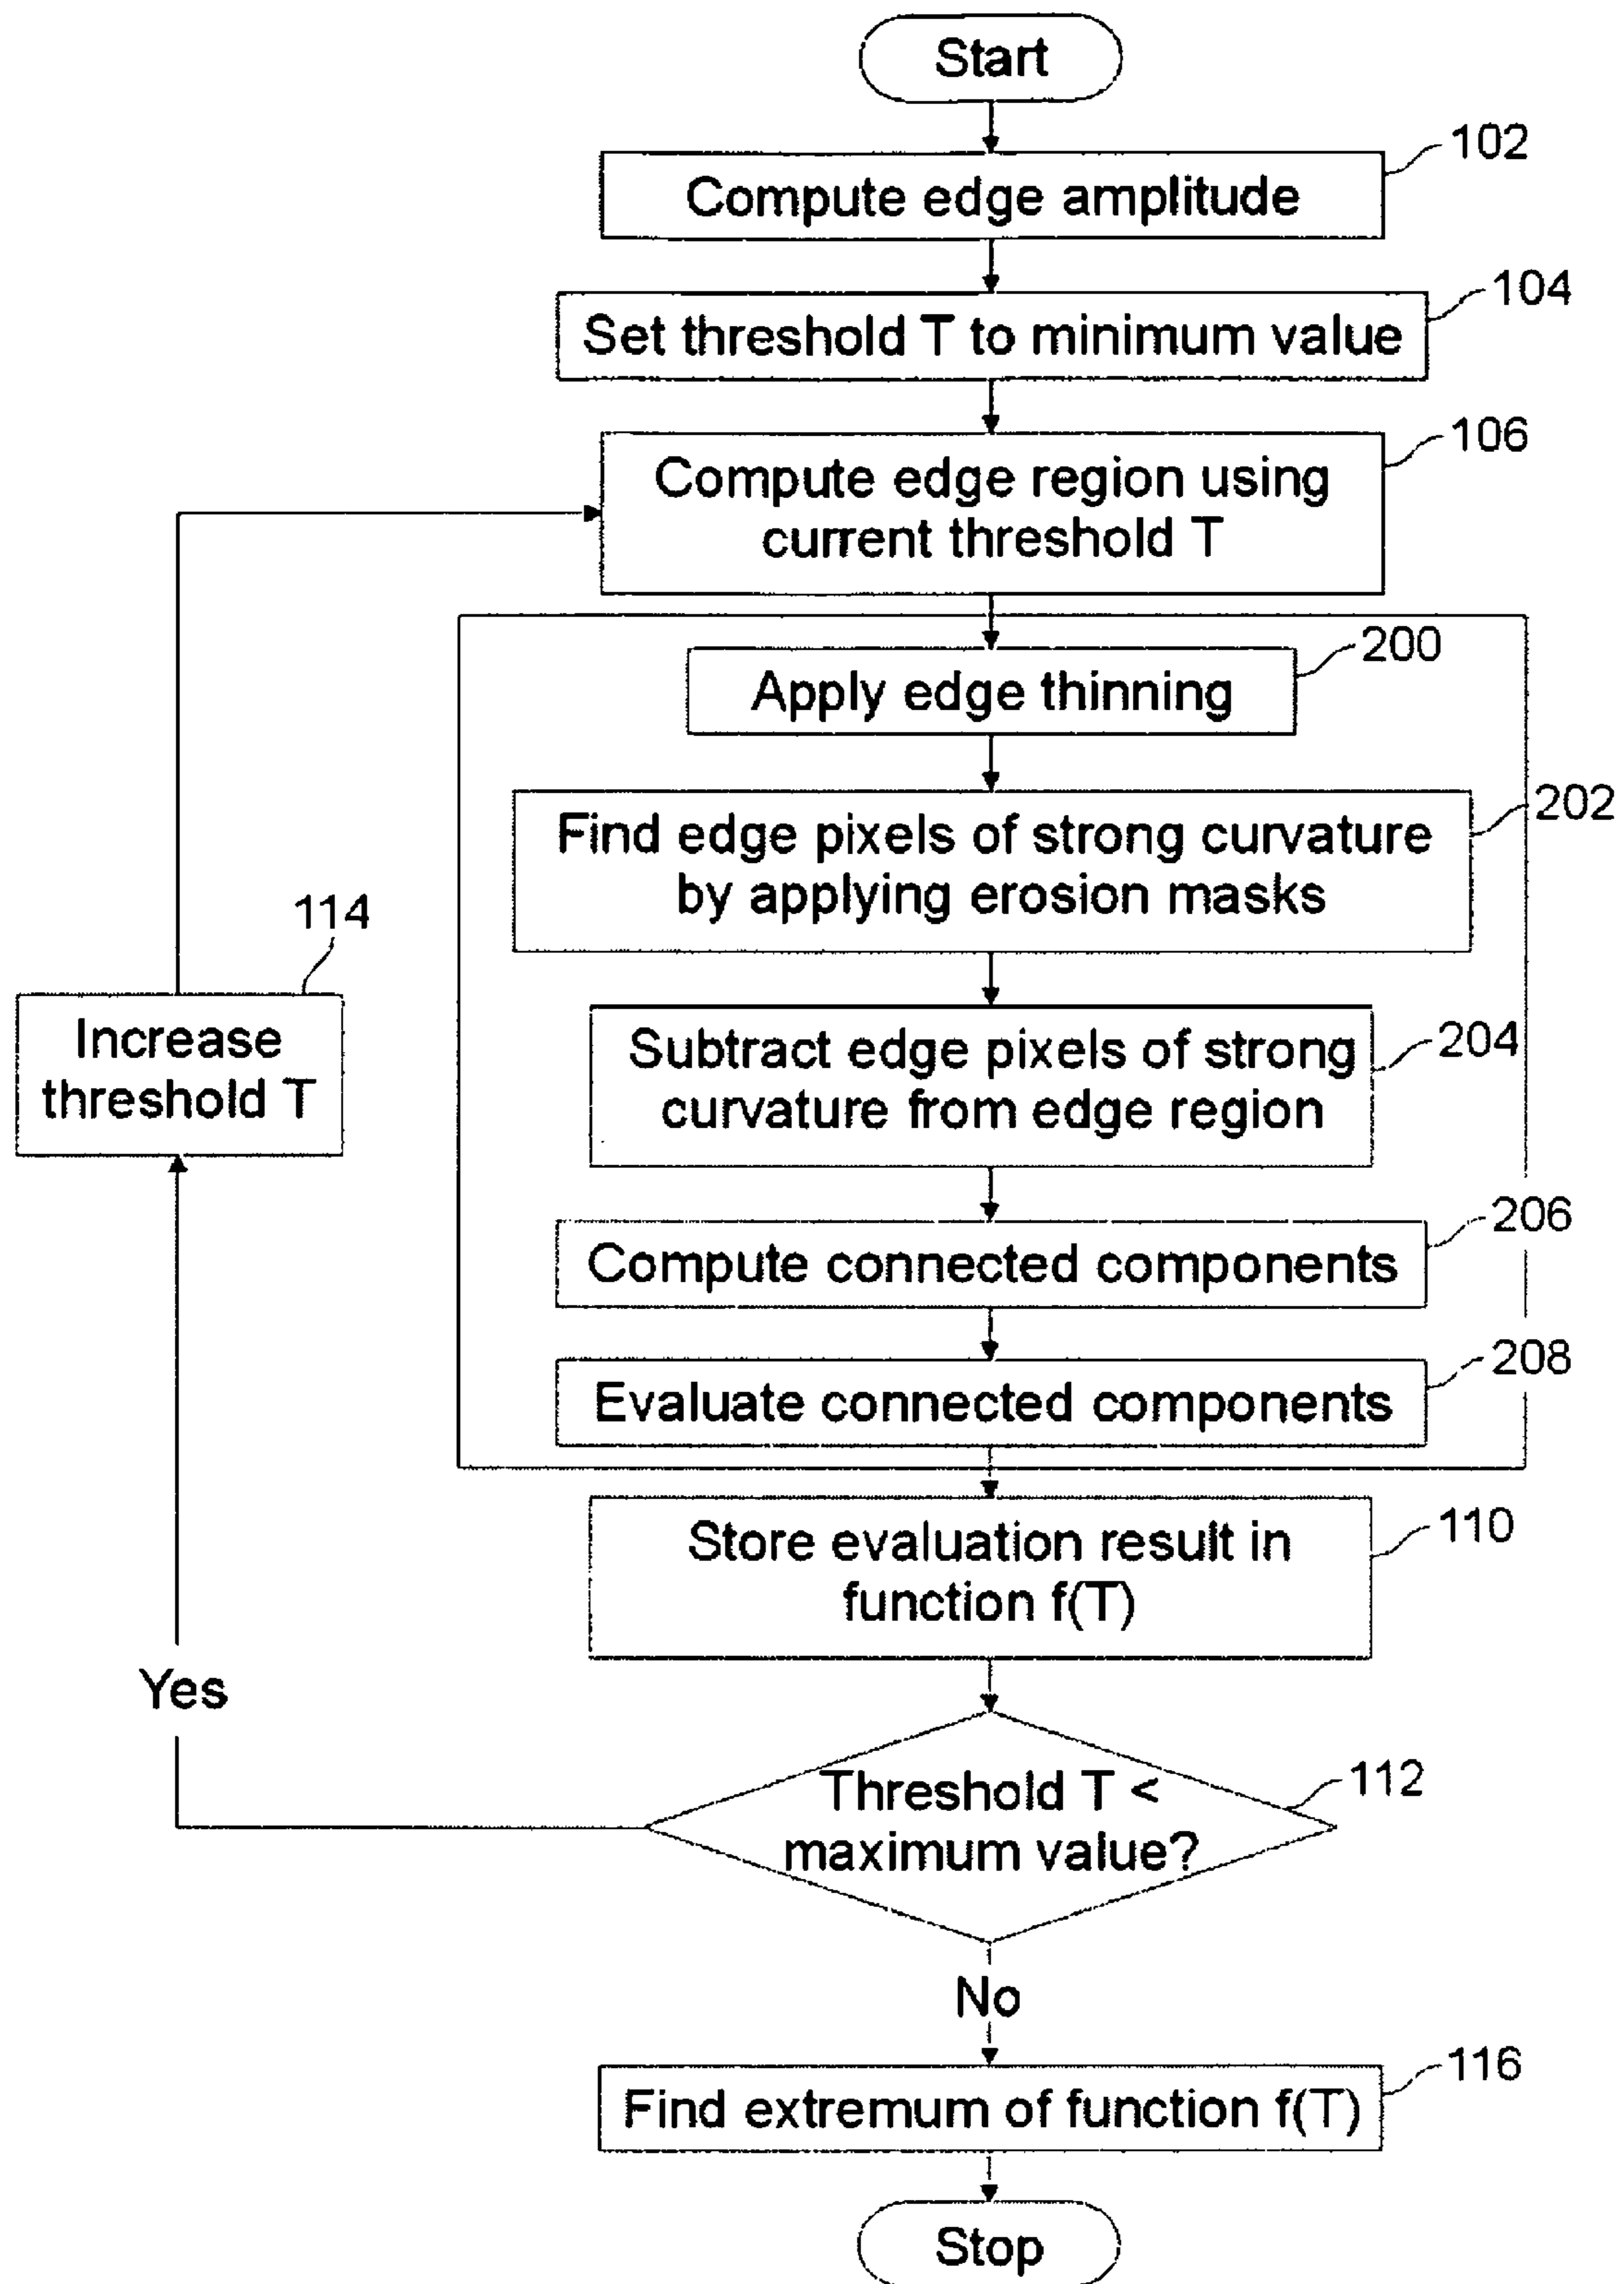 Start
102
Compute edge amplitude
104
Set threshold T to minimum value
106
Compute edge region using
current threshold T
200
Apply edge thinning
202
Find edge pixels of strong curvature
by applying erosion masks
114
Increase
threshold T
204
Subtract edge pixels of strong
curvature from edge region
206
Compute connected components
208
Evaluate connected components
110
Store evaluation result in
function f(T)
Yes
112
Threshold T <
maximum value?
No
116
Find extremum of function f(T)
Stop